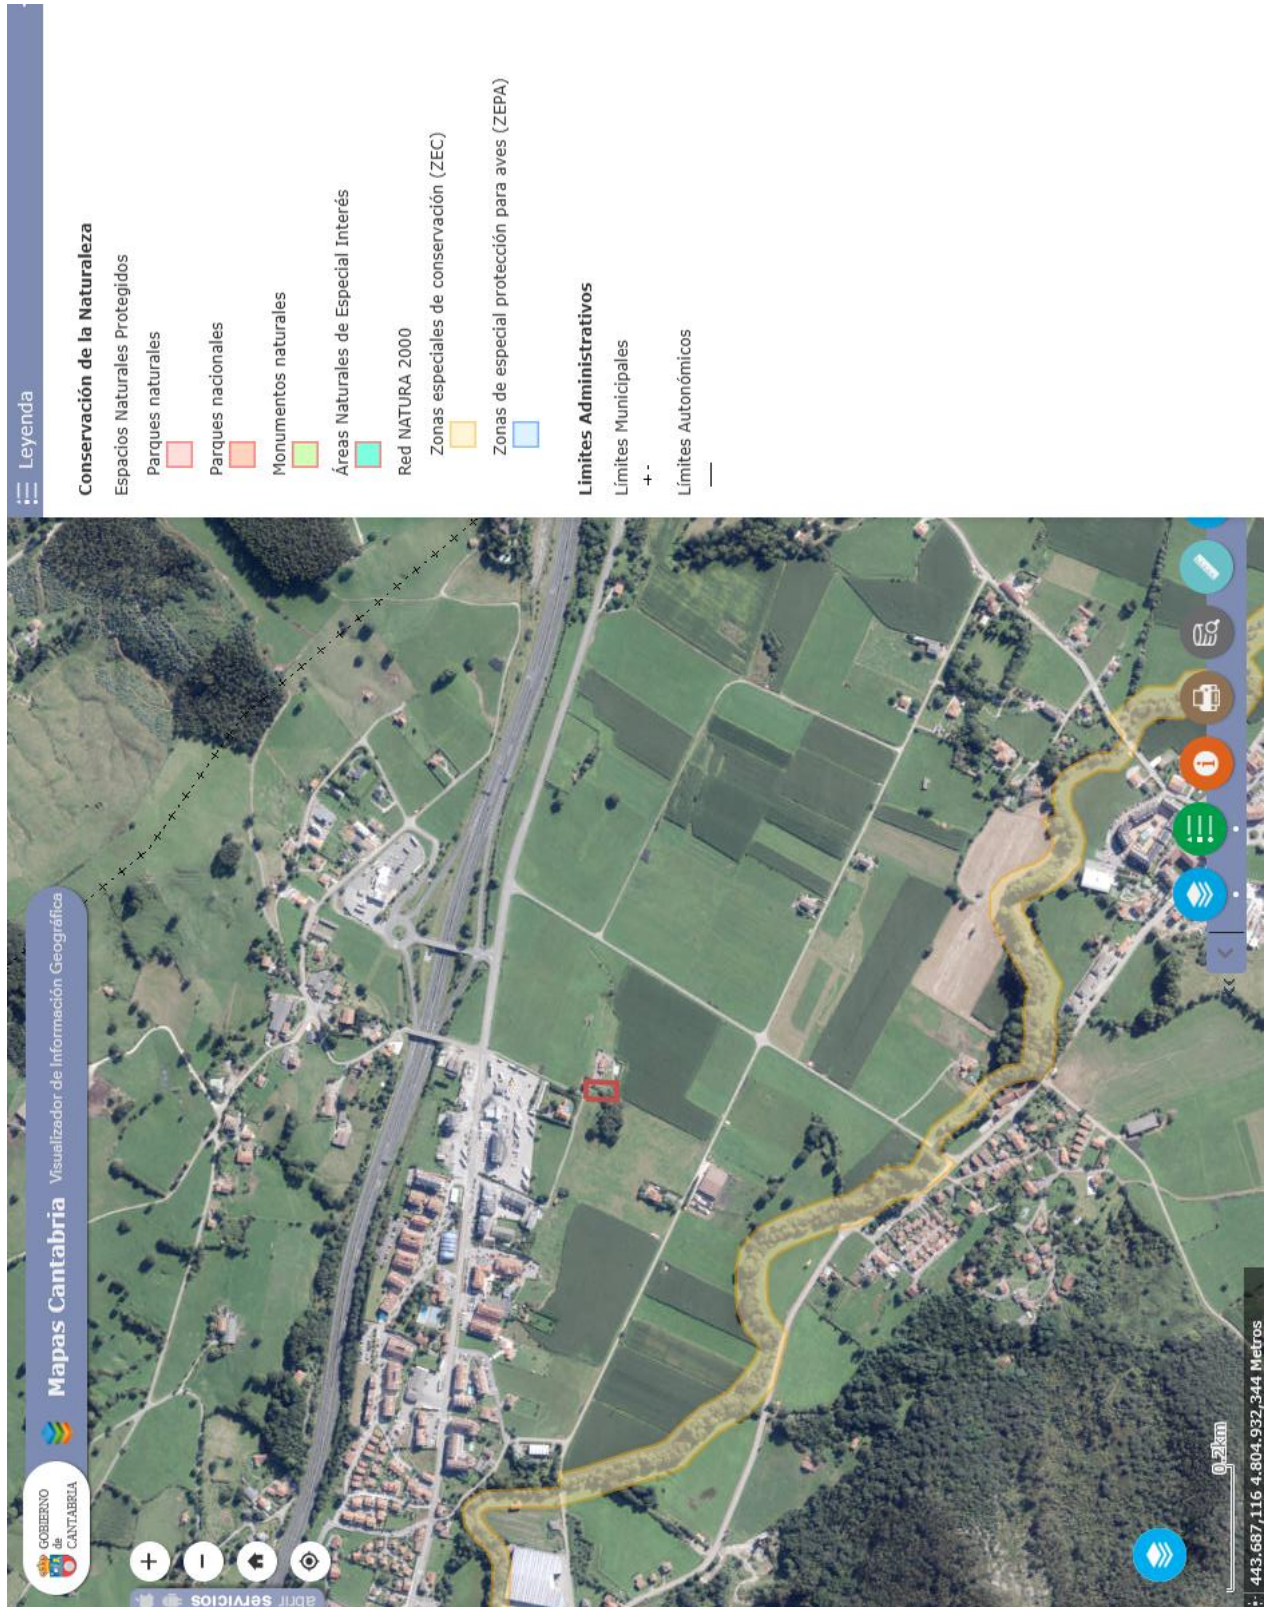 GOBIERNO
de
CANTABRIA
Mapas Cantabria Visualizador de Información Geográfica
Leyenda
Conservación de la Naturaleza
Espacios Naturales Protegidos
Parques naturales
Parques nacionales
Monumentos naturales
Áreas Naturales de Especial Interés
Red NATURA 2000
Zonas especiales de conservación (ZEC)
Zonas de especial protección para aves (ZEPA)
Límites Administrativos
Límites Municipales
Límites Autonómicos
abrir servicios
0.2km
443.687,116 4.804.932,344 Metros